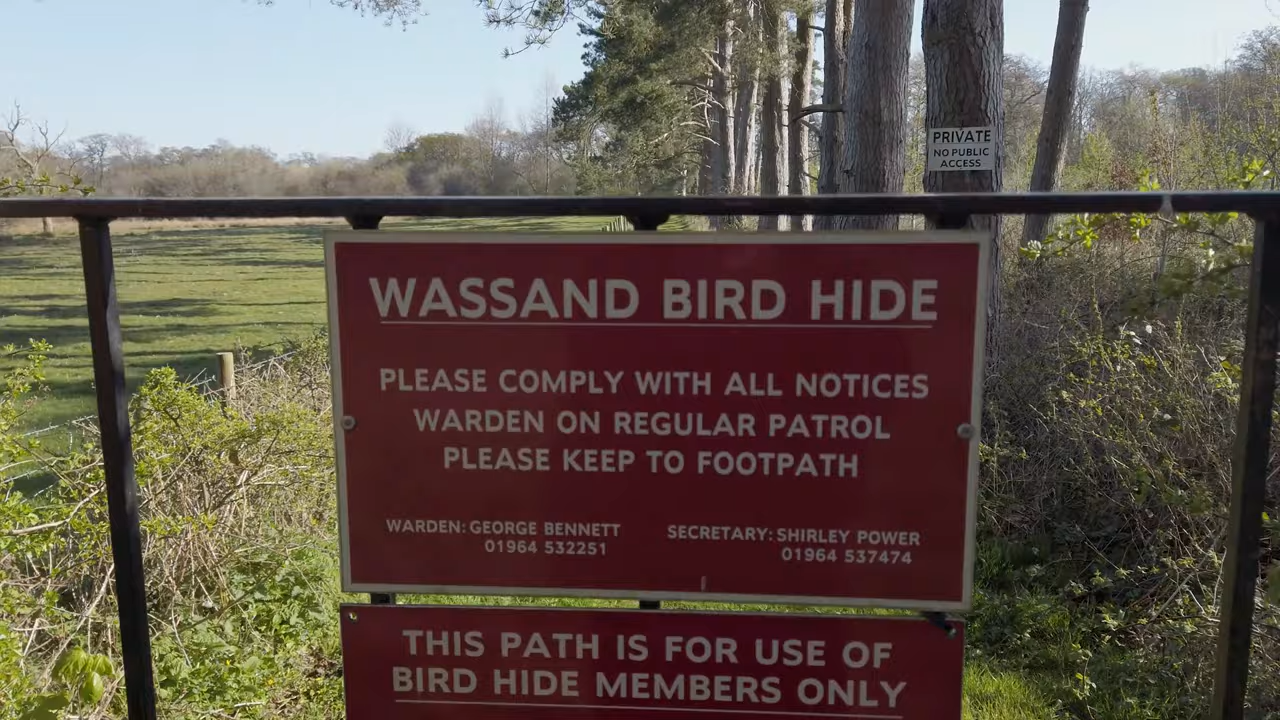 PRIVATE
NO PUBLIC
ACCESS
WASSAND BIRD HIDE
PLEASE COMPLY WITH ALL NOTICES
WARDEN ON REGULAR PATROL
PLEASE KEEP TO FOOTPATH
WARDEN: GEORGE BENNETT
01964 532251
SECRETARY: SHIRLEY POWER
01964 537474
THIS PATH IS FOR USE OF
BIRD HIDE MEMBERS ONLY